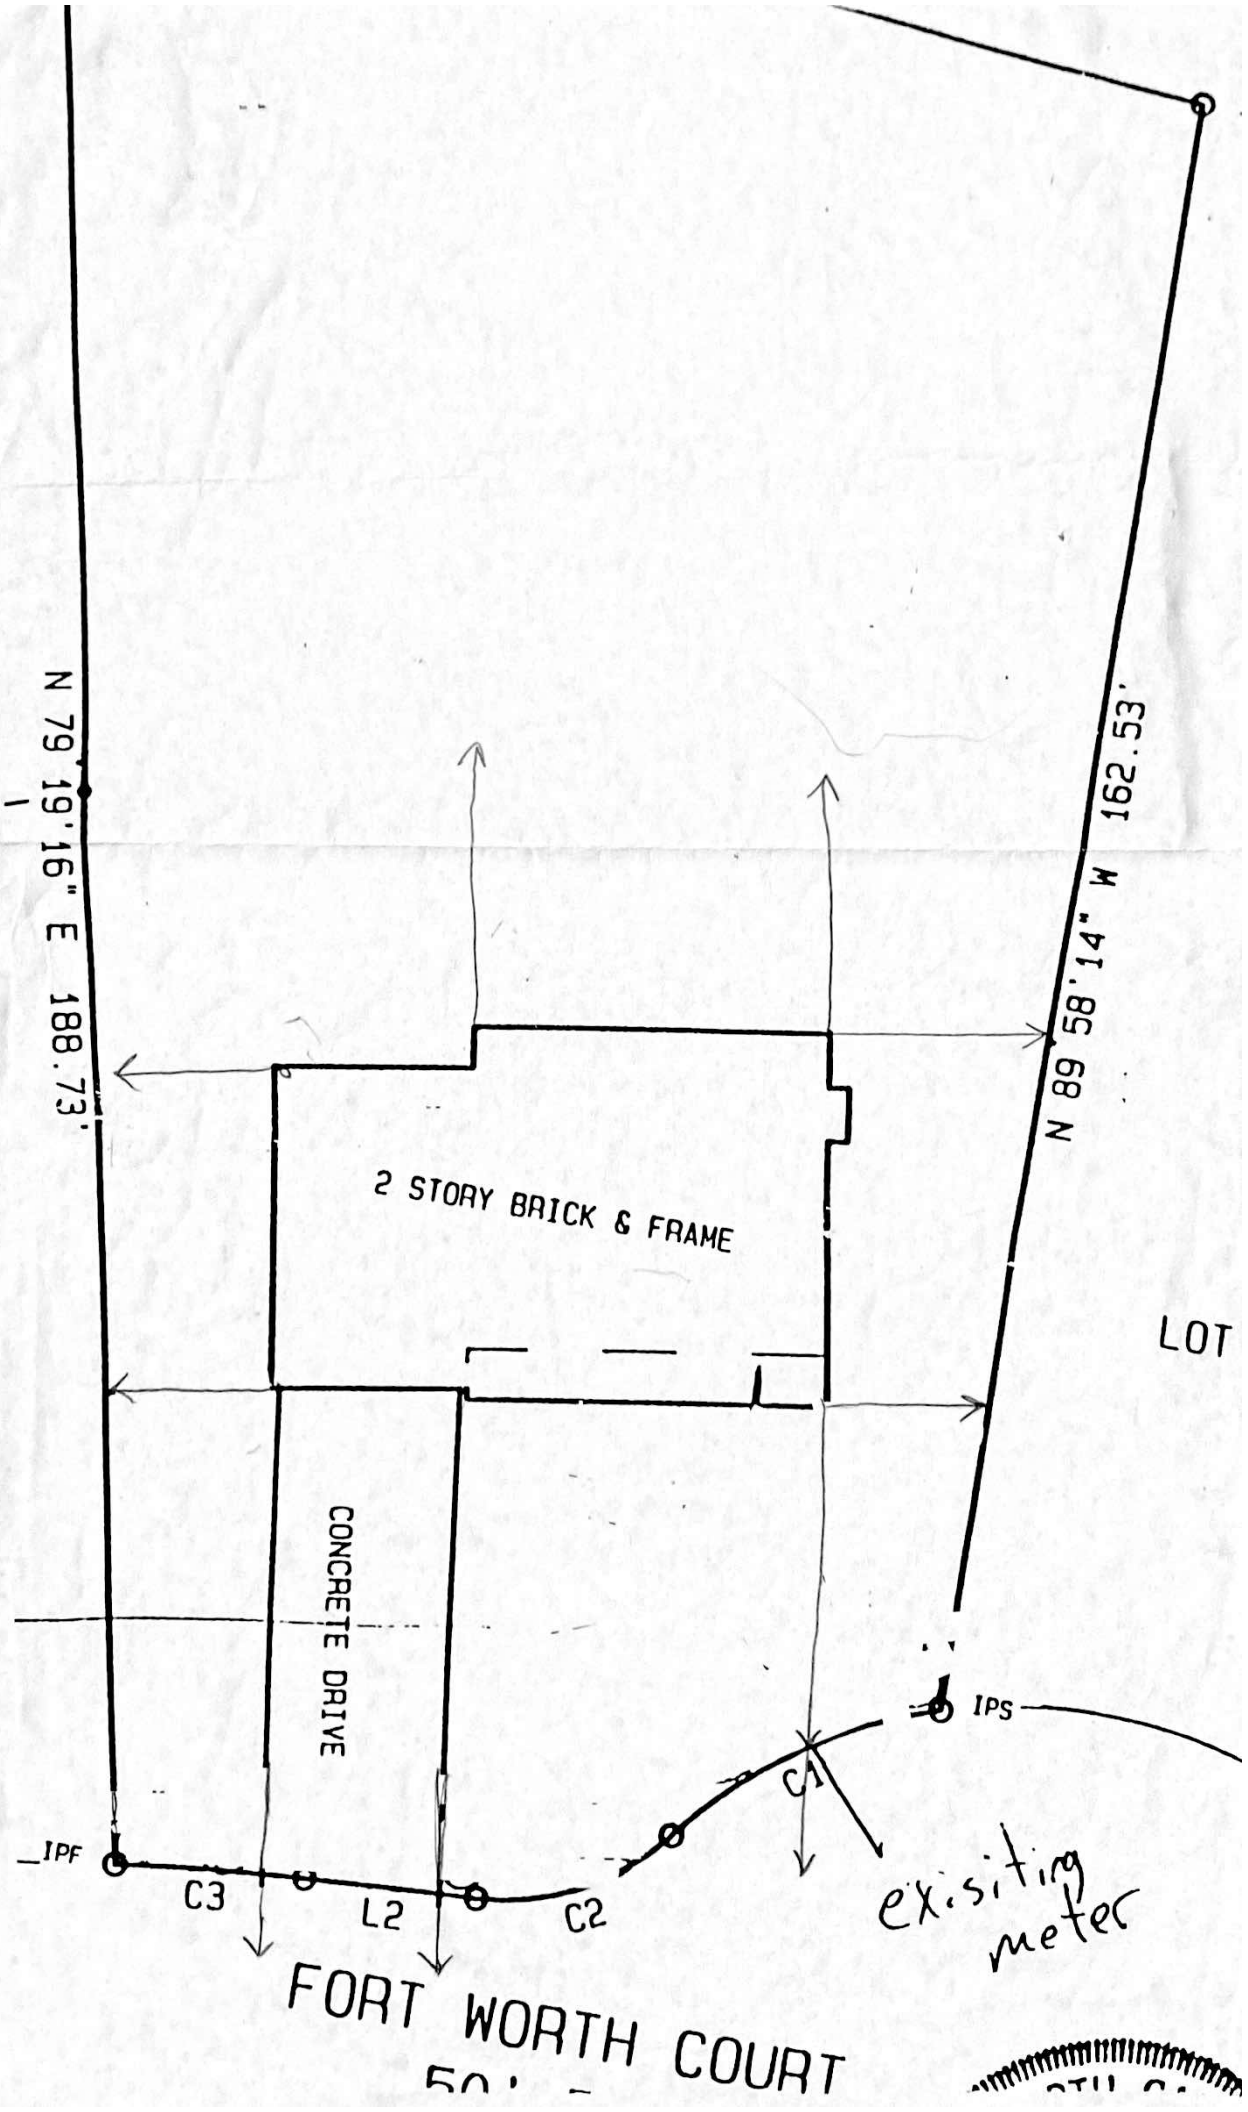 N 79 19'16" E 188.73'
N 89 58'14" W 162.53'
2 STORY BRICK & FRAME
LOT
CONCRETE DRIVE
IPS
C1
IPF
C3
L2
C2
exisiting
meter
FORT WORTH COURT
50'